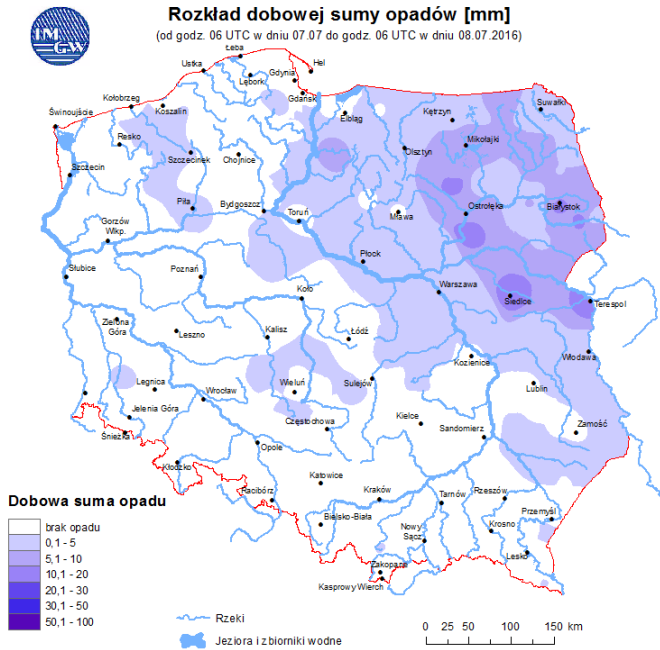 IM
GW
Rozkład dobowej sumy opadów [mm]
(od godz. 06 UTC w dniu 07.07 do godz. 06 UTC w dniu 08.07.2016)
Łeba
Hel
Ustka
Gdynia
Lębork
Gdańsk
Kołobrzeg
Koszalin
Świnoujście
Elbląg
Kętrzyn
Suwałki
Resko
Mikołajki
Olsztyn
Szczecinek
Chojnice
Szczecin
Piła
Bydgoszcz
Toruń
Mława
Ostrołęka
Białystok
Gorzów
Wlkp.
Płock
Słubice
Poznań
Koło
Warszawa
Siedlce
Terespol
Zielona
Góra
Leszno
Kalisz
Łódź
Kozienice
Włodawa
Legnica
Wrocław
Wieluń
Sulejów
Lublin
Jelenia Góra
Częstochowa
Kielce
Sandomierz
Zamość
Śnieżka
Opole
Kłodzko
Katowice
Racibórz
Kraków
Tarnów
Rzeszów
Przemyśl
Bielsko-Biała
Nowy
Sącz
Krosno
Lesko
Zakopane
Kasprowy Wierch
Dobowa suma opadu
brak opadu
0,1 - 5
5,1 - 10
10,1 - 20
20,1 - 30
30,1 - 50
50,1 - 100
Rzeki
Jeziora i zbiorniki wodne
0 25 50 100 150 km